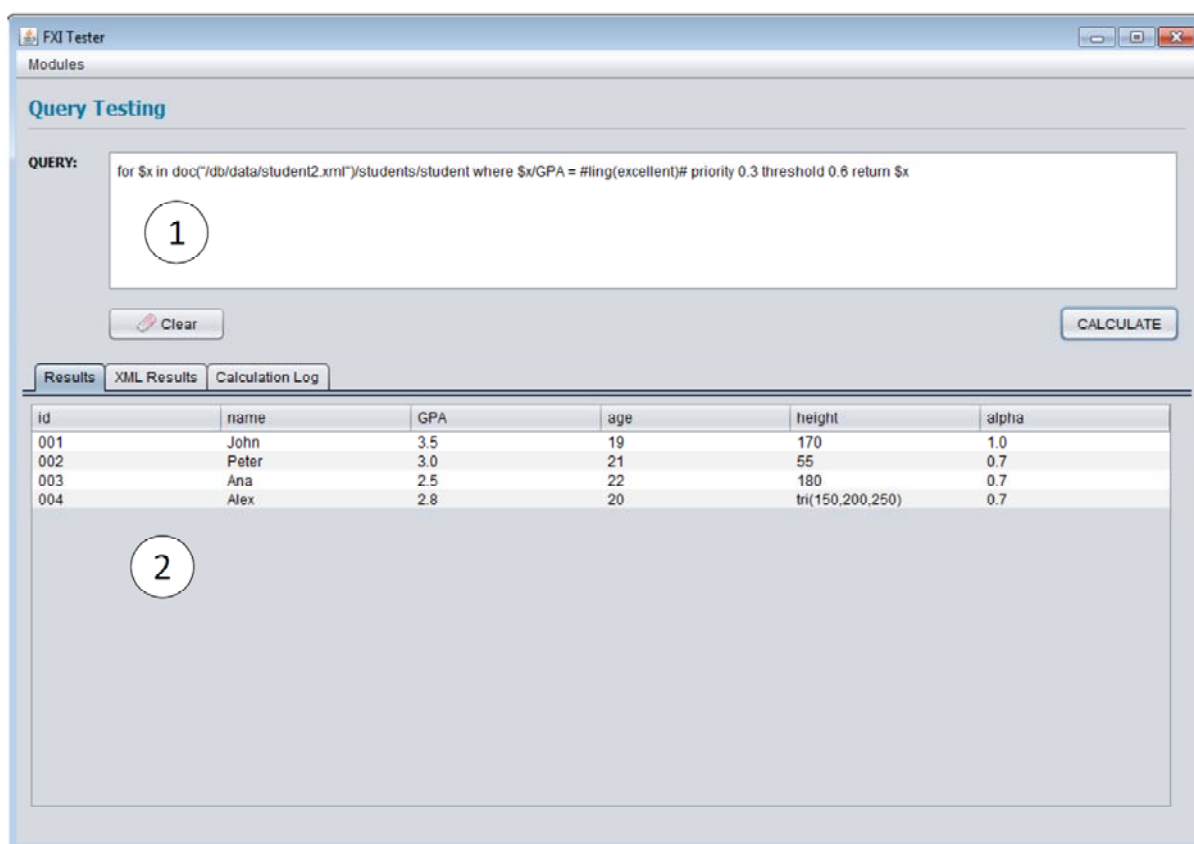 FXI Tester
Modules
Query Testing
QUERY:
for $x in doc("/db/data/student2.xml")/students/student where $x/GPA = #ling(excellent)# priority 0.3 threshold 0.6 return $x
1
Clear
CALCULATE
Results XML Results Calculation Log
id name GPA age height alpha
001 John 3.5 19 170 1.0
002 Peter 3.0 21 55 0.7
003 Ana 2.5 22 180 0.7
004 Alex 2.8 20 tri(150,200,250) 0.7
2